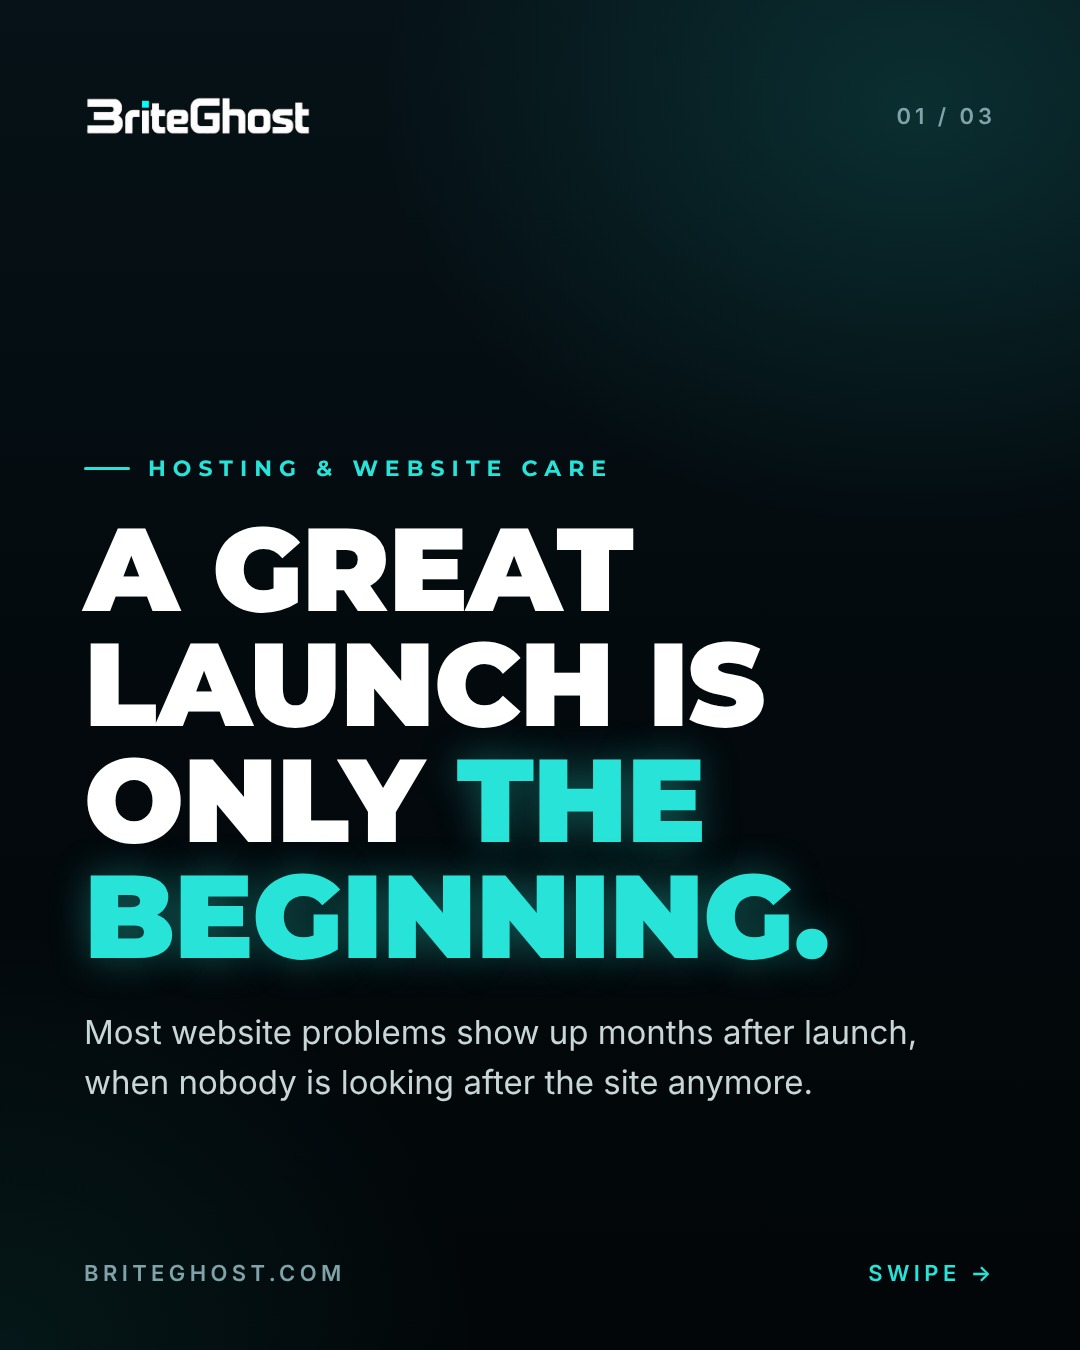 BriteGhost
01 / 03
HOSTING & WEBSITE CARE
A GREAT
LAUNCH IS
ONLY THE
BEGINNING.
Most website problems show up months after launch,
when nobody is looking after the site anymore.
BRITEGHOST.COM
SWIPE →